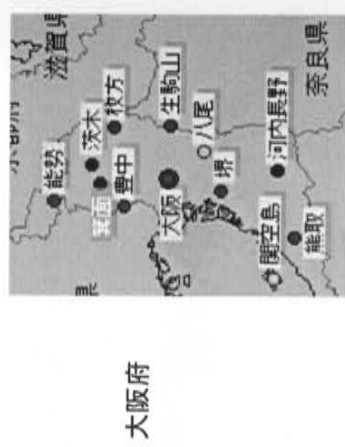 大阪府
滋賀県
能勢
茨木
枚方
箕面
豊中
生駒山
大阪
八尾
堺
奈良県
関空島
熊取
河内長野
県